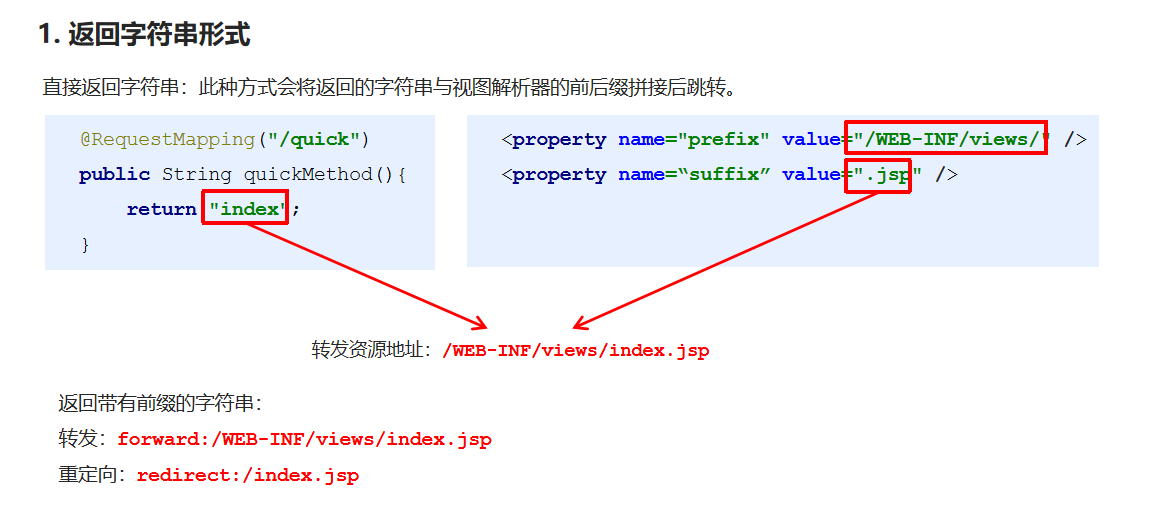 1. 返回字符串形式
直接返回字符串：此种方式会将返回的字符串与视图解析器的前后缀拼接后跳转。
@RequestMapping("/quick")
public String quickMethod(){
return "index";
}
<property name="prefix" value="/WEB-INF/views/" />
<property name=“suffix” value=".jsp" />
转发资源地址：/WEB-INF/views/index.jsp
返回带有前缀的字符串：
转发：forward:/WEB-INF/views/index.jsp
重定向：redirect:/index.jsp